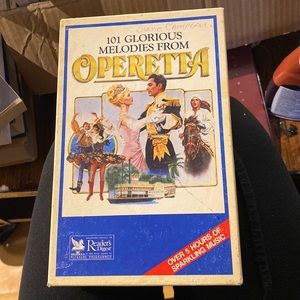 101 GLORIOUS
MELODIES FROM
OPERETTA
Reader's
Digest
OVER 5 HOURS OF
SPARKLING MUSIC